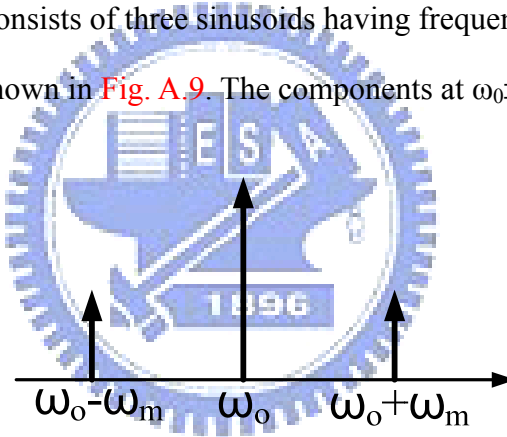 consists of three sinusoids having frequen
hown in Fig. A.9. The components at ω₀
E S A
1896
ωₒ-ωₘ ωₒ ωₒ+ωₘ